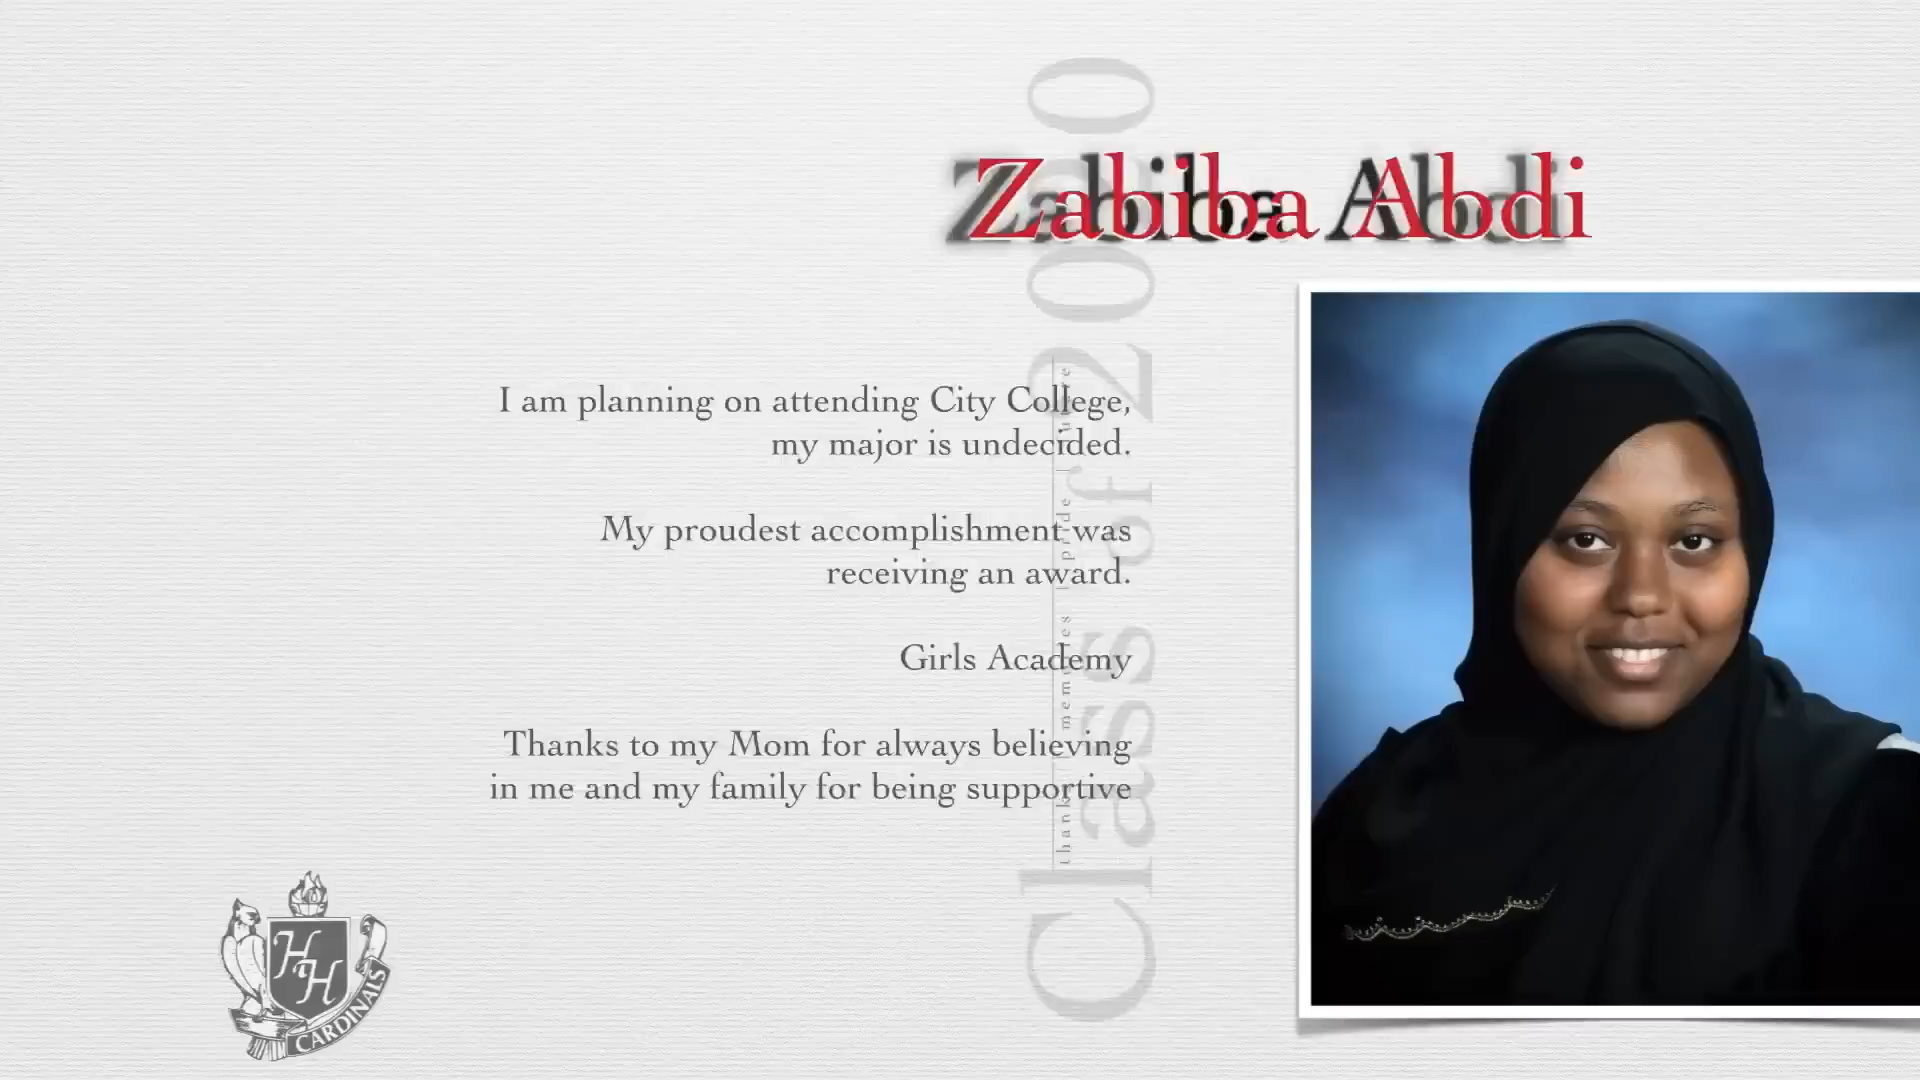 Zabiba Abdi
I am planning on attending City College,
my major is undecided.
My proudest accomplishment was
receiving an award.
Girls Academy
Thanks to my Mom for always believing
in me and my family for being supportive
Class of 2020
memories | pride |
HH
CARDINALS